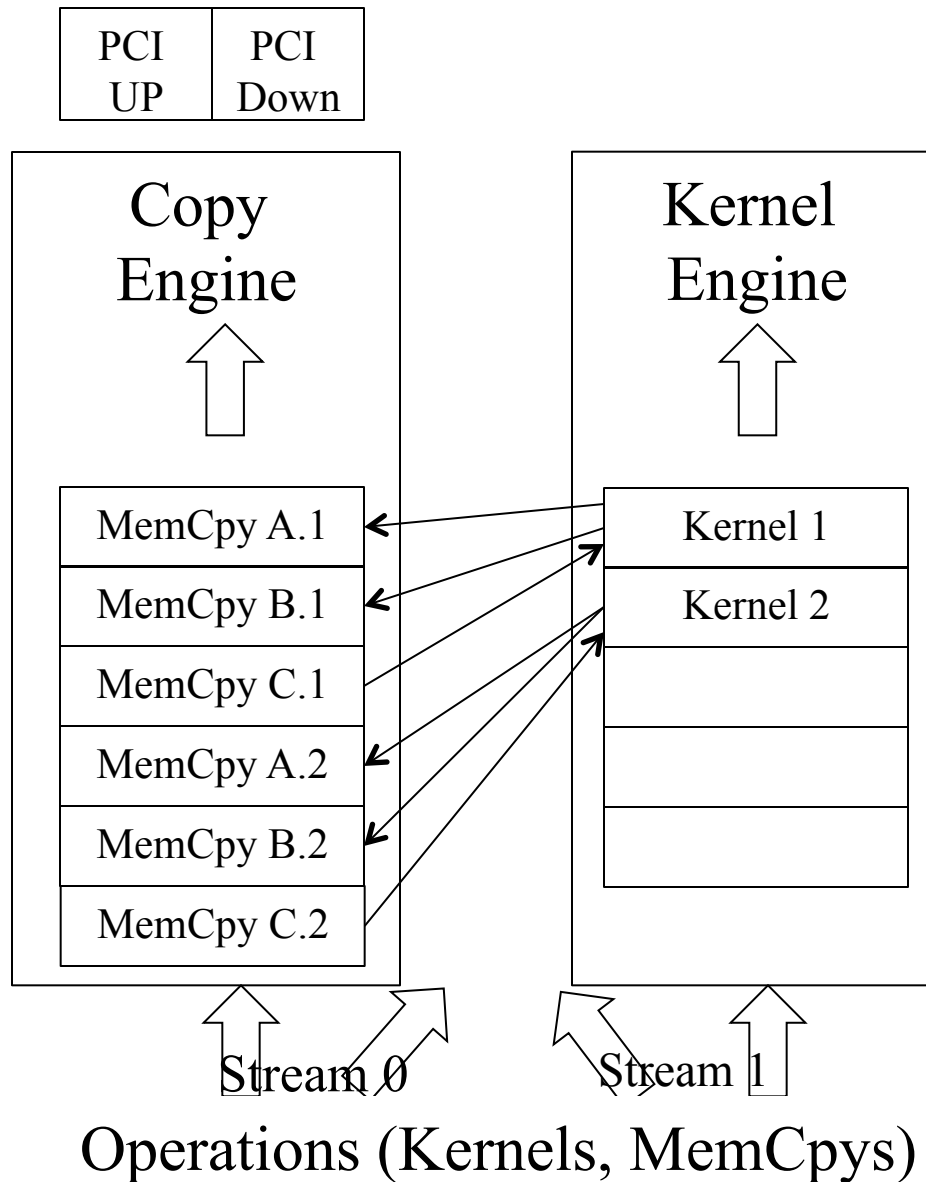 PCI
UP
PCI
Down
Copy
Engine
Kernel
Engine
MemCpy A.1
MemCpy B.1
MemCpy C.1
MemCpy A.2
MemCpy B.2
MemCpy C.2
Kernel 1
Kernel 2
Stream 0
Stream 1
Operations (Kernels, MemCpys)